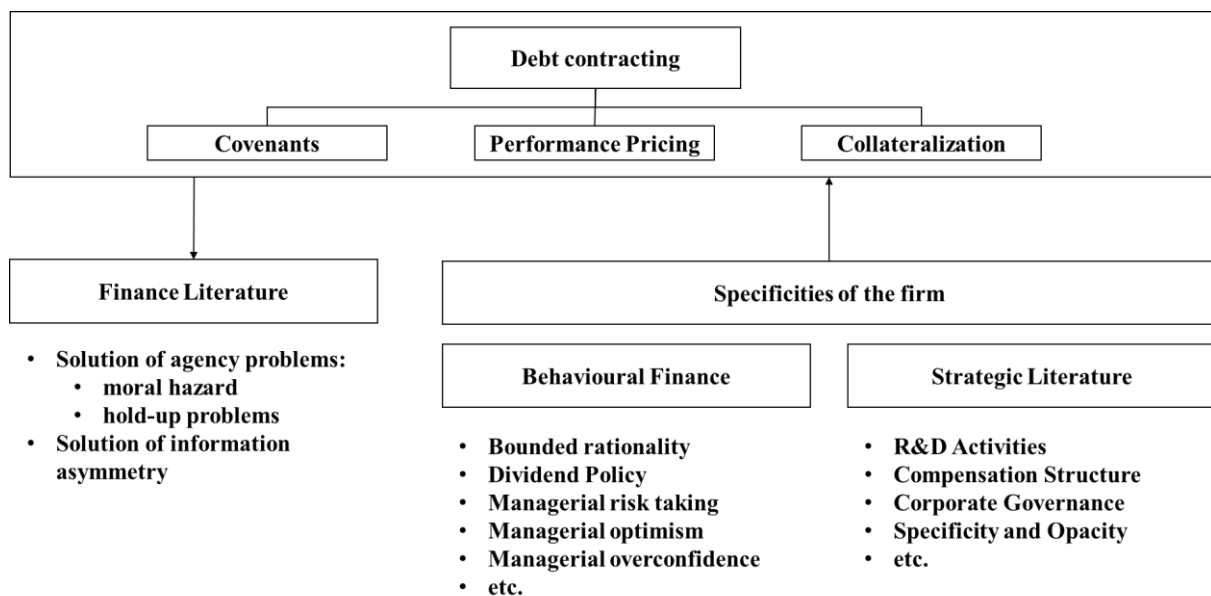 Debt contracting
Covenants
Performance Pricing
Collateralization
Finance Literature
• Solution of agency problems:
• moral hazard
• hold-up problems
• Solution of information
asymmetry
Specificities of the firm
Behavioural Finance
• Bounded rationality
• Dividend Policy
• Managerial risk taking
• Managerial optimism
• Managerial overconfidence
• etc.
Strategic Literature
• R&D Activities
• Compensation Structure
• Corporate Governance
• Specificity and Opacity
• etc.